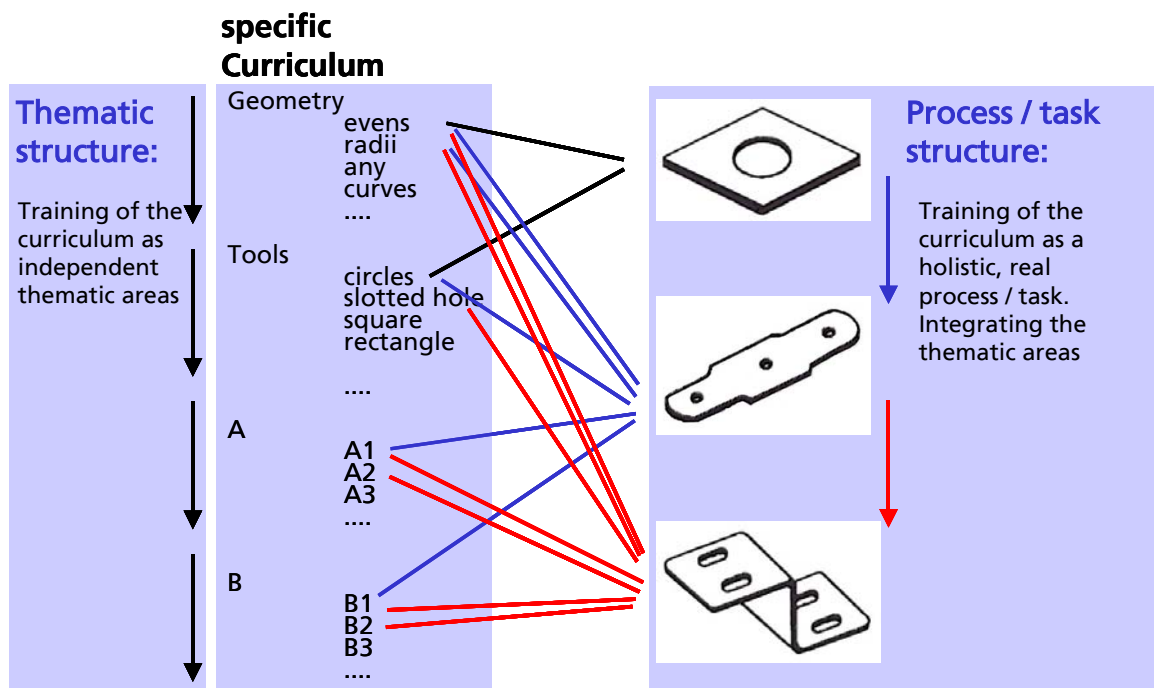 specific
Curriculum
Thematic
structure:
Training of the
curriculum as
independent
thematic areas
Geometry
evens
radii
any
curves
....
Tools
circles
slotted hole
square
rectangle
....
A
A1
A2
A3
....
B
B1
B2
B3
....
Process / task
structure:
Training of the
curriculum as a
holistic, real
process / task.
Integrating the
thematic areas